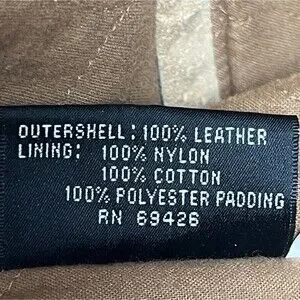 OUTERSHELL: 100% LEATHER
LINING: 100% NYLON
100% COTTON
100% POLYESTER PADDING
RN 69426